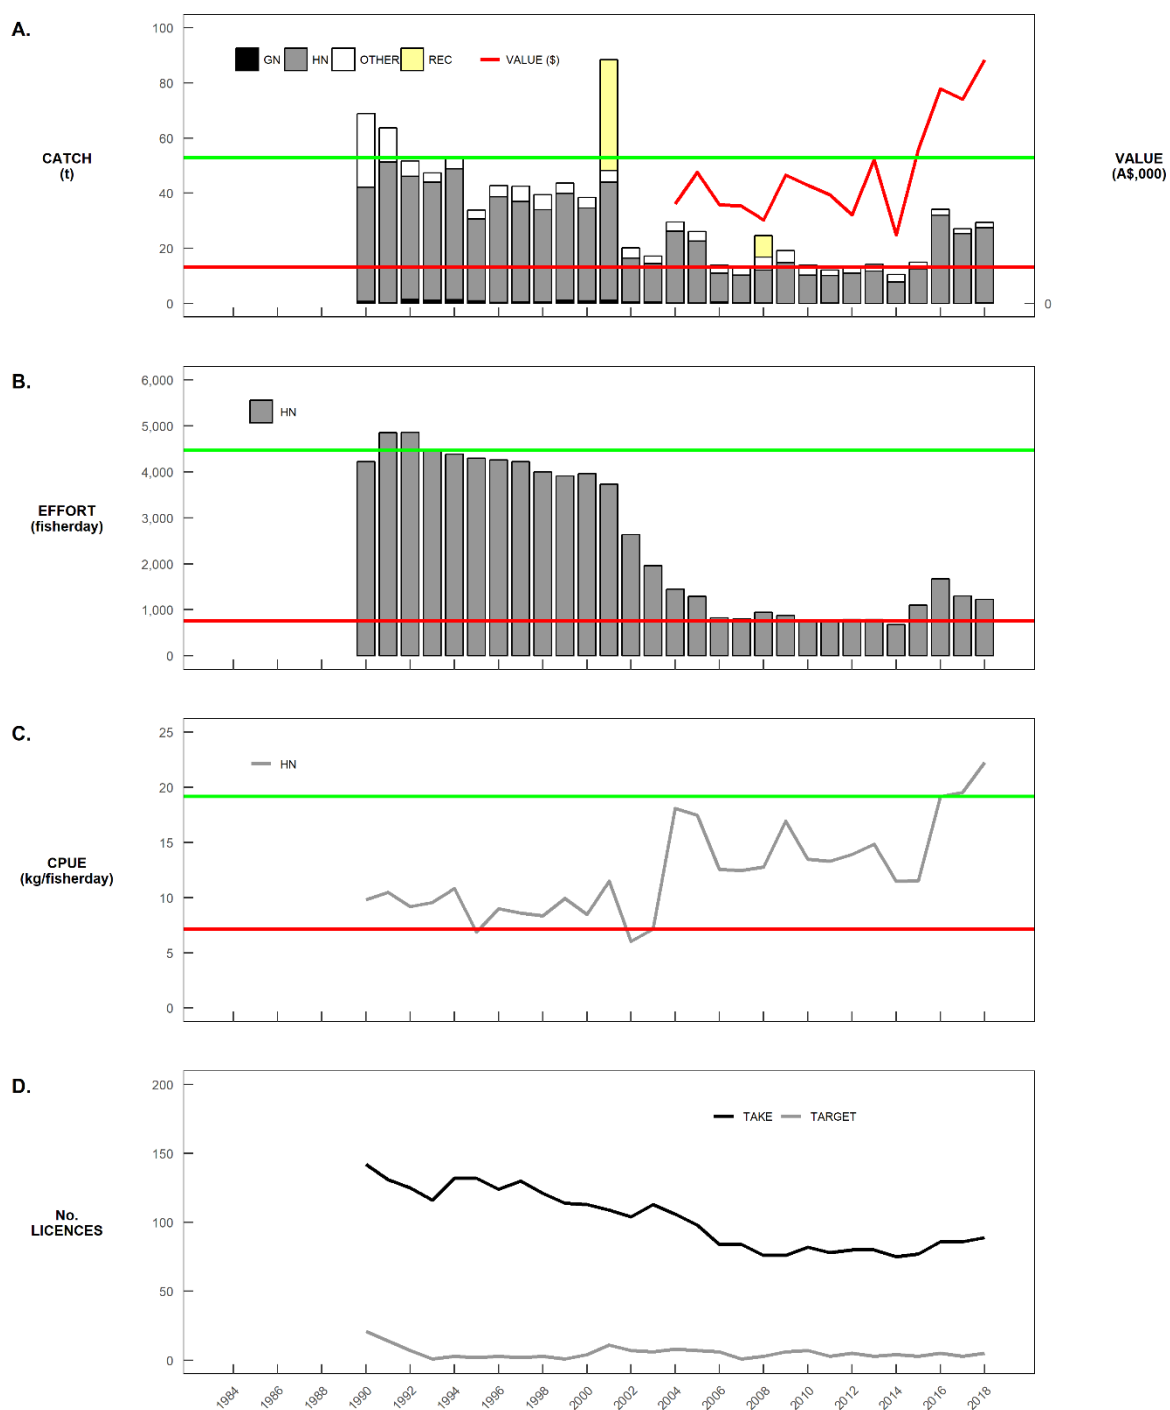 A.
100
80
60
40
20
0
CATCH
(t)
GN HN OTHER REC VALUE ($)
VALUE
(A$,000)
0
B.
6,000
5,000
4,000
3,000
2,000
1,000
0
EFFORT
(fisherday)
HN
C.
25
20
15
10
5
0
CPUE
(kg/fisherday)
HN
D.
200
150
100
50
0
No.
LICENCES
TAKE TARGET
1984 1986 1988 1990 1992 1994 1996 1998 2000 2002 2004 2006 2008 2010 2012 2014 2016 2018